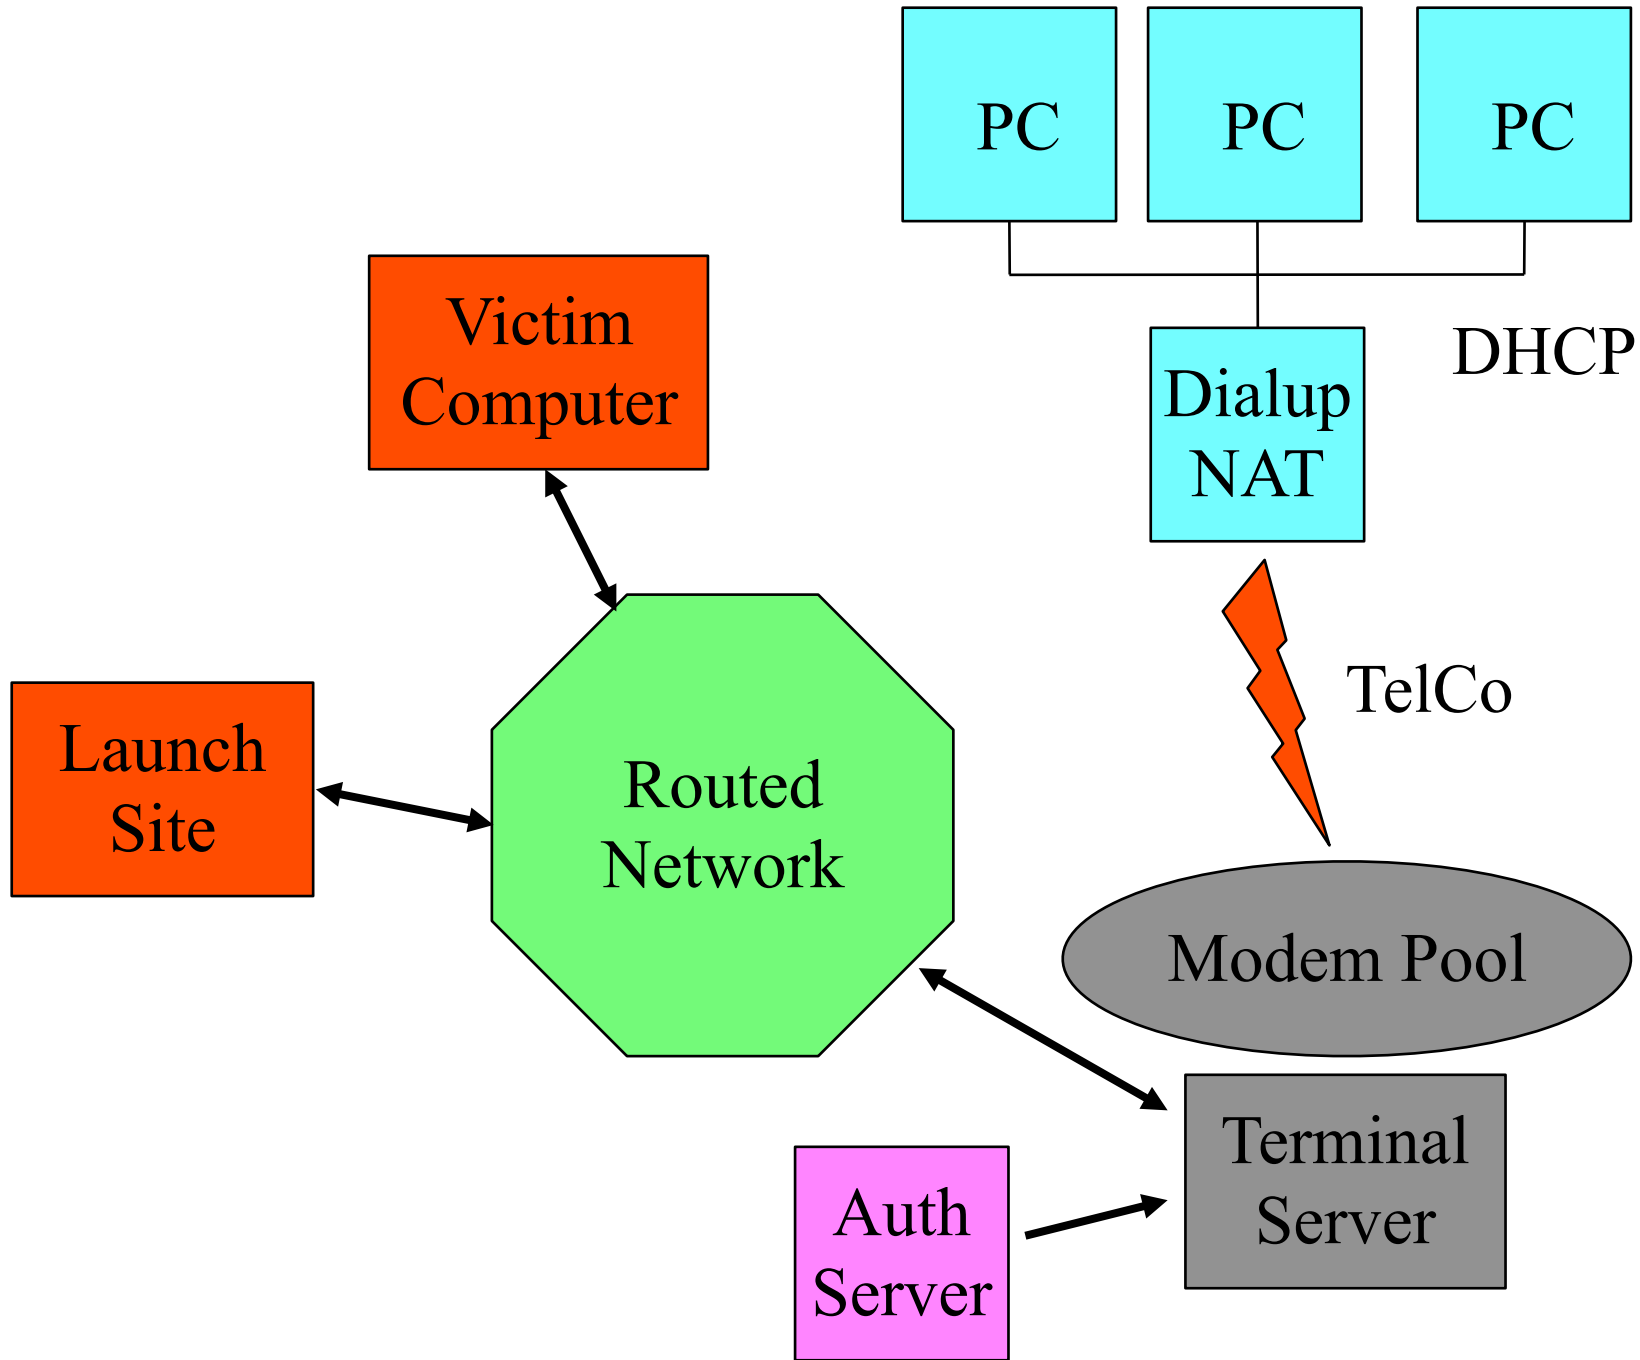 PC
PC
PC
Victim
Computer
DHCP
Dialup
NAT
TelCo
Launch
Site
Routed
Network
Modem Pool
Terminal
Server
Auth
Server